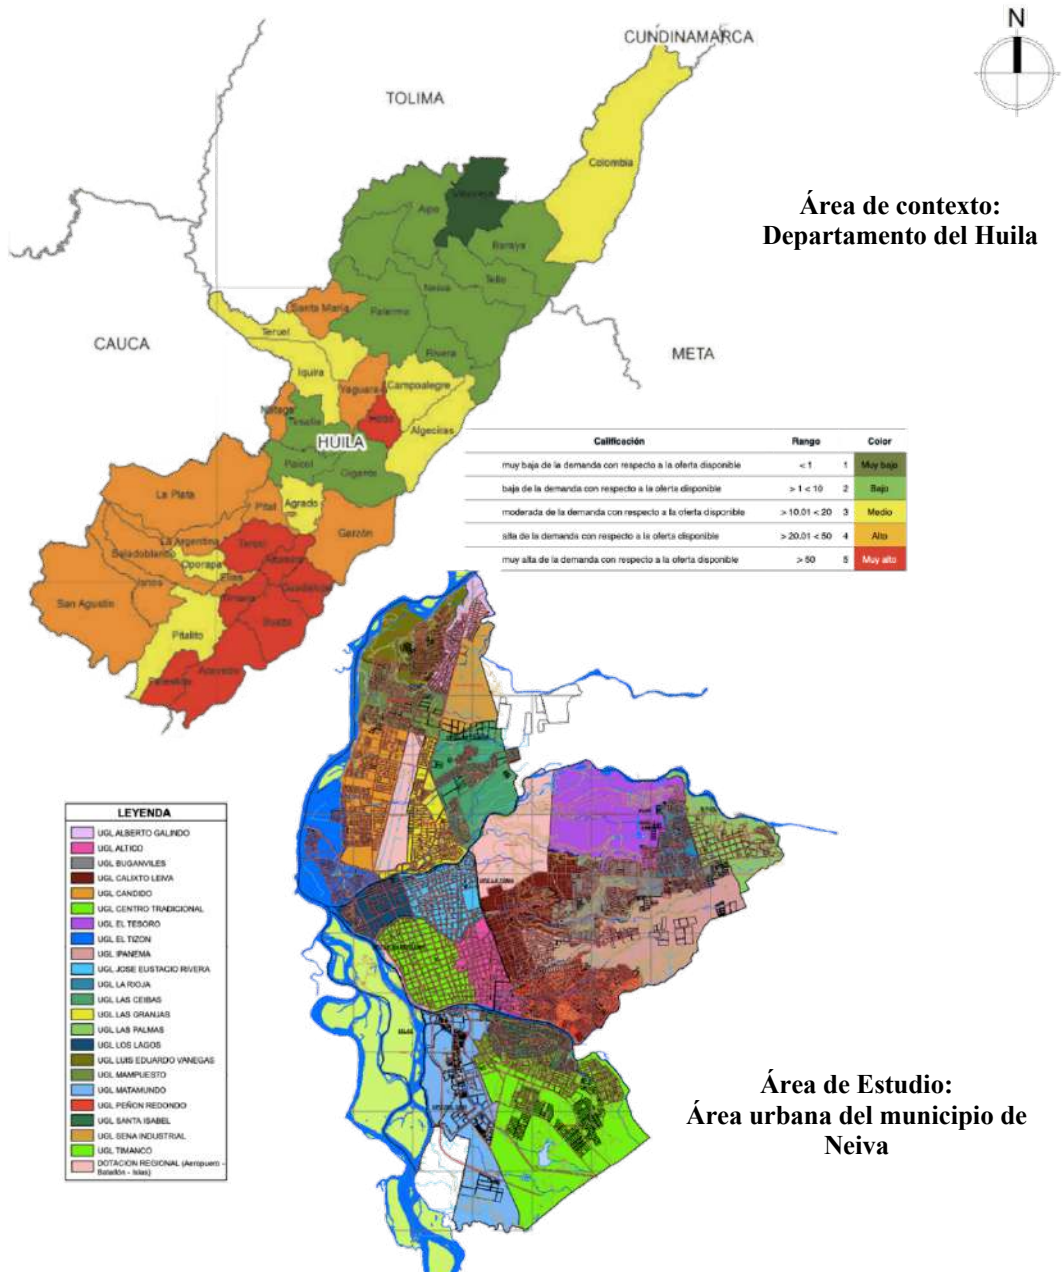 N
CUNDINAMARCA
TOLIMA
Colombia
Área de contexto:
Departamento del Huila
Aipe
Baraya
Tello
Neiva
Santa María
Palermo
Teruel
CAUCA
META
Rivera
Iquira
Yaguara
Campoalegre
Nataga
Tesalia
Hobo
Algeciras
HUILA
Paicol
Gigante
Calificación Rango Color
muy baja de la demanda con respecto a la oferta disponible < 1 1 Muy bajo
baja de la demanda con respecto a la oferta disponible > 1 < 10 2 Bajo
moderada de la demanda con respecto a la oferta disponible > 10,01 < 20 3 Medio
alta de la demanda con respecto a la oferta disponible > 20,01 < 50 4 Alto
muy alta de la demanda con respecto a la oferta disponible > 50 5 Muy alto
La Plata
Pital
Agrado
Garzón
La Argentina
Tarqui
Saladoblanco
Oporapa
Altamira
Elias
Isnos
Guadalupe
Timana
San Agustin
Suaza
Pitalito
Acevedo
Palestina
LEYENDA
UGL ALBERTO GALINDO
UGL ALTICO
UGL BUGANVILES
UGL CALIXTO LEIVA
UGL CANDIDO
UGL CENTRO TRADICIONAL
UGL EL TESORO
UGL EL TIZON
UGL IPANEMA
UGL JOSE EUSTACIO RIVERA
UGL LA RIOJA
UGL LAS CEIBAS
UGL LAS GRANJAS
UGL LAS PALMAS
UGL LOS LAGOS
UGL LUIS EDUARDO VANEGAS
UGL MAMPUESTO
UGL MATAMUNDO
UGL PEÑON REDONDO
UGL SANTA ISABEL
UGL SENA INDUSTRIAL
UGL TIMANCO
DOTACION REGIONAL (Aeropuero -
Batallón - Islas)
Área de Estudio:
Área urbana del municipio de
Neiva